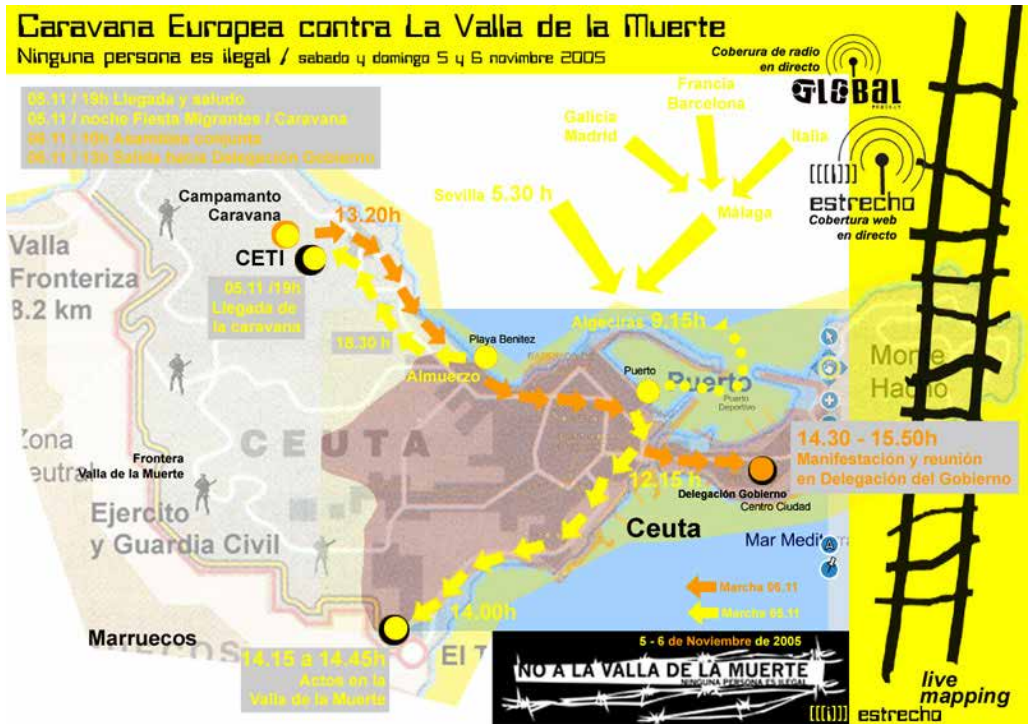 Caravana Europea contra La Valla de la Muerte
Ninguna persona es ilegal / sabado y domingo 5 y 6 novimbre 2005
Coberura de radio
en directo
GLOBAL
PROJECT
05.11 / 19h Llegada y saludo
05.11 / noche Fiesta Migrantes / Caravana
06.11 / 10h Asamblea conjunta
06.11 / 13h Salida hacia Delegación Gobierno
Galicia
Madrid
Francia
Barcelona
Italia
Sevilla 5.30 h
Málaga
[[[i]]]
estrecho
Cobertura web
en directo
Campamanto
Caravana
13.20h
CETI
Valla
Fronteriza
8.2 km
05.11 /19h
Llegada de
la caravana
18.30 h
Playa Benitez
Almuerzo
Algeciras 9.15h
Puerto
Puerto
Puerto
Deportivo
Monte
Hacho
CEUTA
Zona
eutral
Frontera
Valla de la Muerte
14.30 - 15.50h
Manifestación y reunión
en Delegación del Gobierno
12.15 h
Delegación Gobierno
Centro Ciudad
Ceuta
Mar Mediterra
Ejercito
y Guardia Civil
14.00h
Marcha 06.11
Marcha 05.11
Marruecos
14.15 a 14.45h
Actos en la
Valla de la Muerte
El T
5 - 6 de Noviembre de 2005
NO A LA VALLA DE LA MUERTE
NINGUNA PERSONA ES ILEGAL
[[[i]]]
estrecho
live
mapping